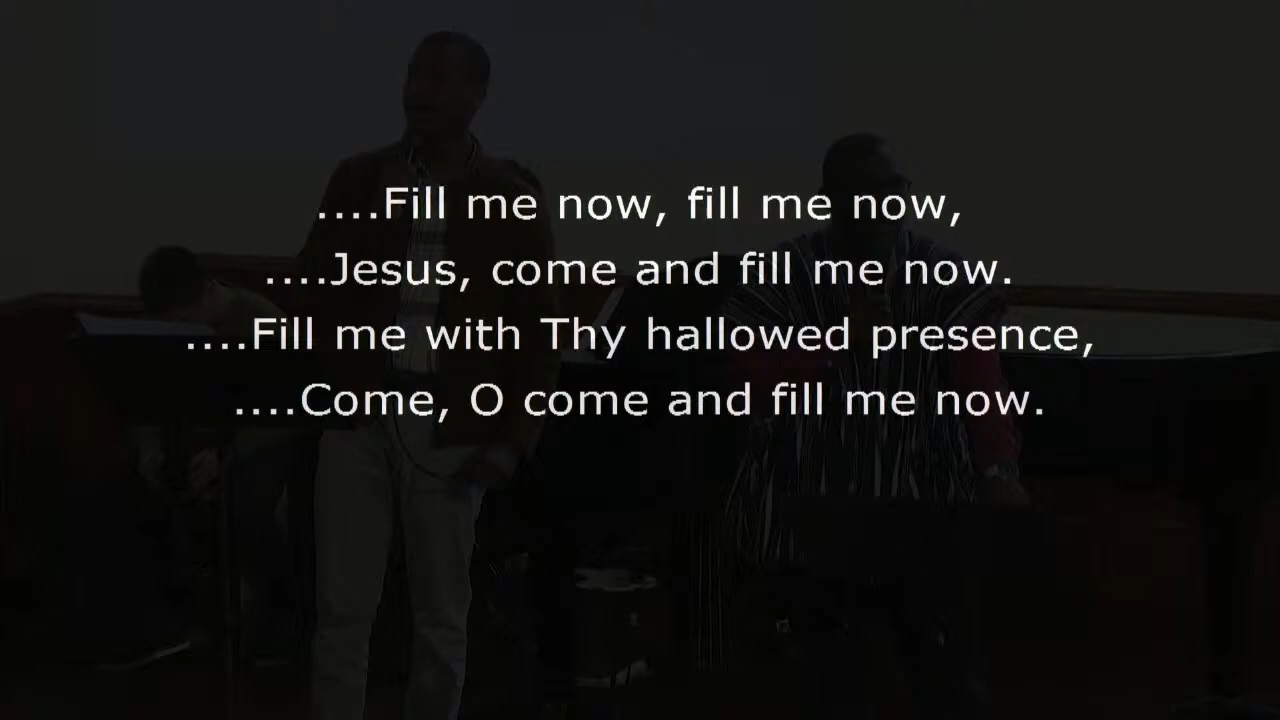 ....Fill me now, fill me now,
....Jesus, come and fill me now.
....Fill me with Thy hallowed presence,
....Come, O come and fill me now.